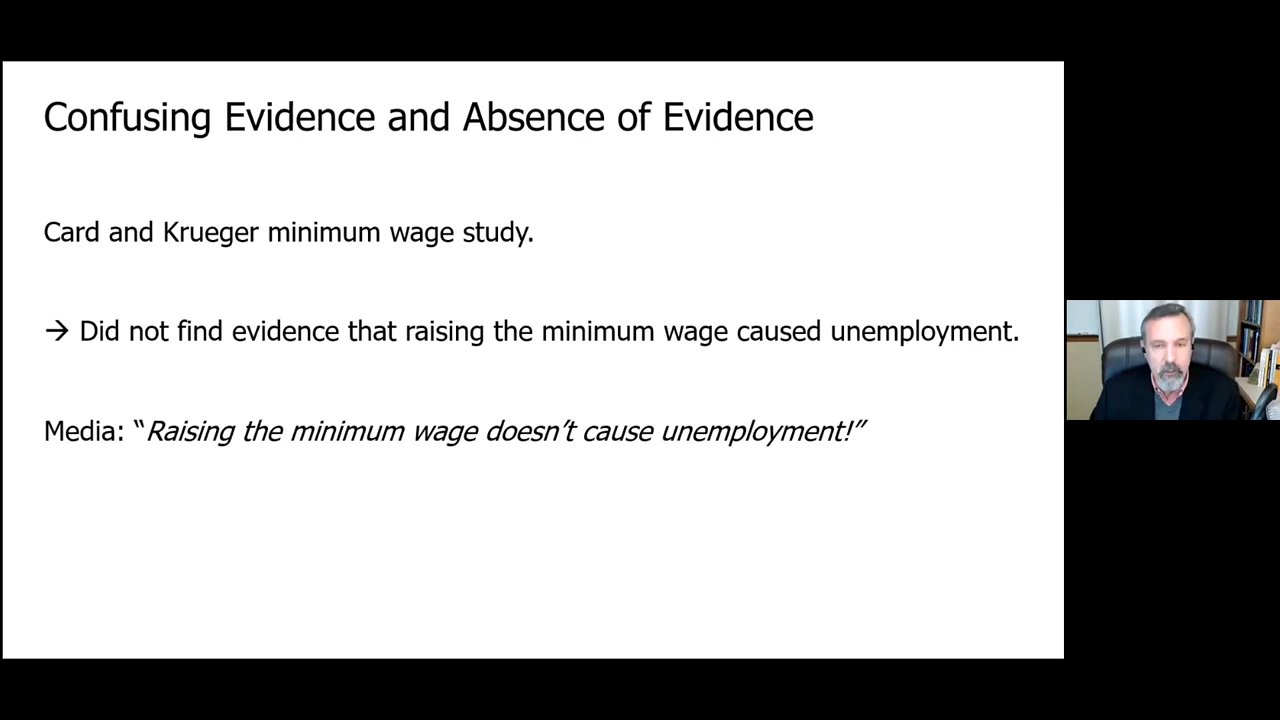 Confusing Evidence and Absence of Evidence
Card and Krueger minimum wage study.
→ Did not find evidence that raising the minimum wage caused unemployment.
Media: “Raising the minimum wage doesn’t cause unemployment!”